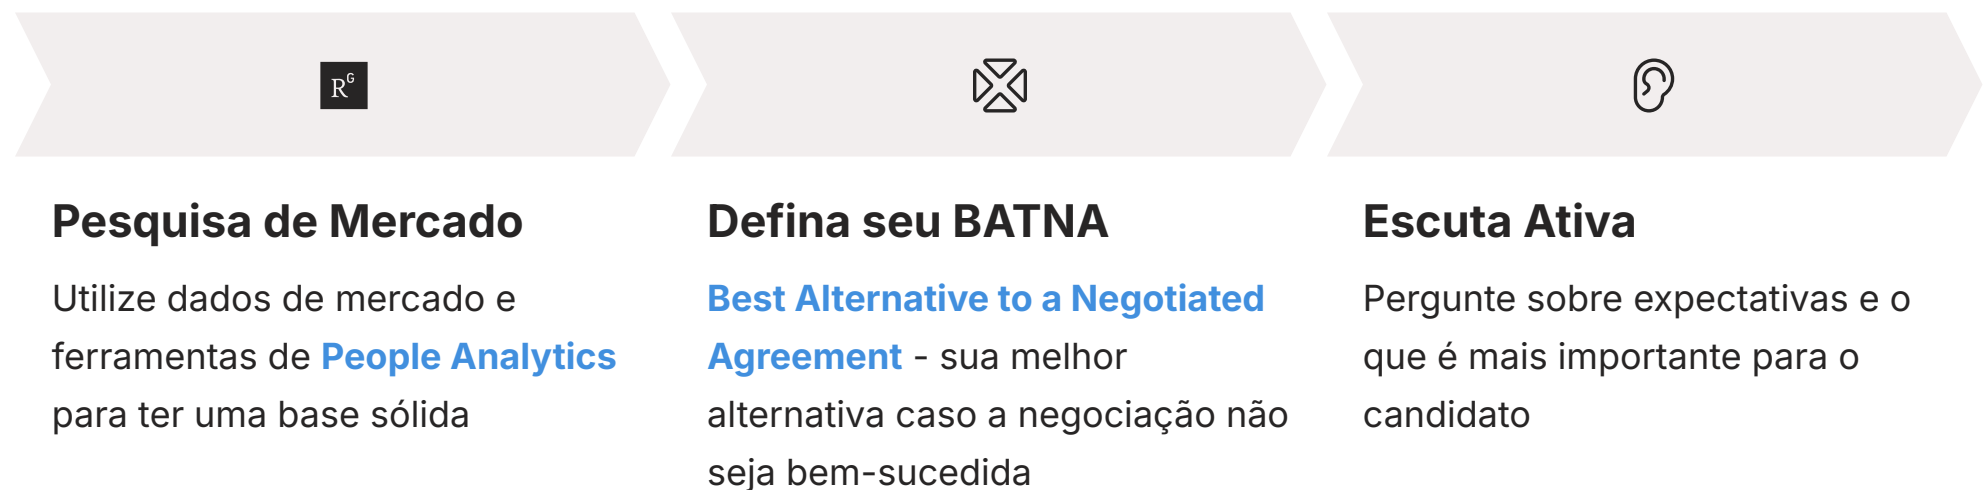 RG
Pesquisa de Mercado
Utilize dados de mercado e
ferramentas de People Analytics
para ter uma base sólida
Defina seu BATNA
Best Alternative to a Negotiated
Agreement - sua melhor
alternativa caso a negociação não
seja bem-sucedida
Escuta Ativa
Pergunte sobre expectativas e o
que é mais importante para o
candidato